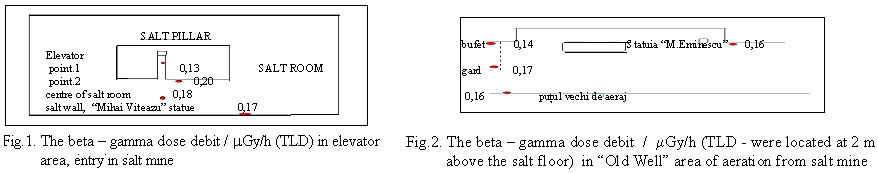 SALT PILLAR
Elevator
point.1 0,13
point.2 0,20
SALT ROOM
centre of salt room 0,18
salt wall, “Mihai Viteazu” statue 0,17
Fig.1. The beta – gamma dose debit / μGy/h (TLD) in elevator
area, entry in salt mine
bufet 0,14 Statuia “M.Eminescu” 0,16
gard 0,17
0,16 puţul vechi de aeraj
Fig.2. The beta – gamma dose debit / μGy/h (TLD - were located at 2 m
above the salt floor) in “Old Well” area of aeration from salt mine